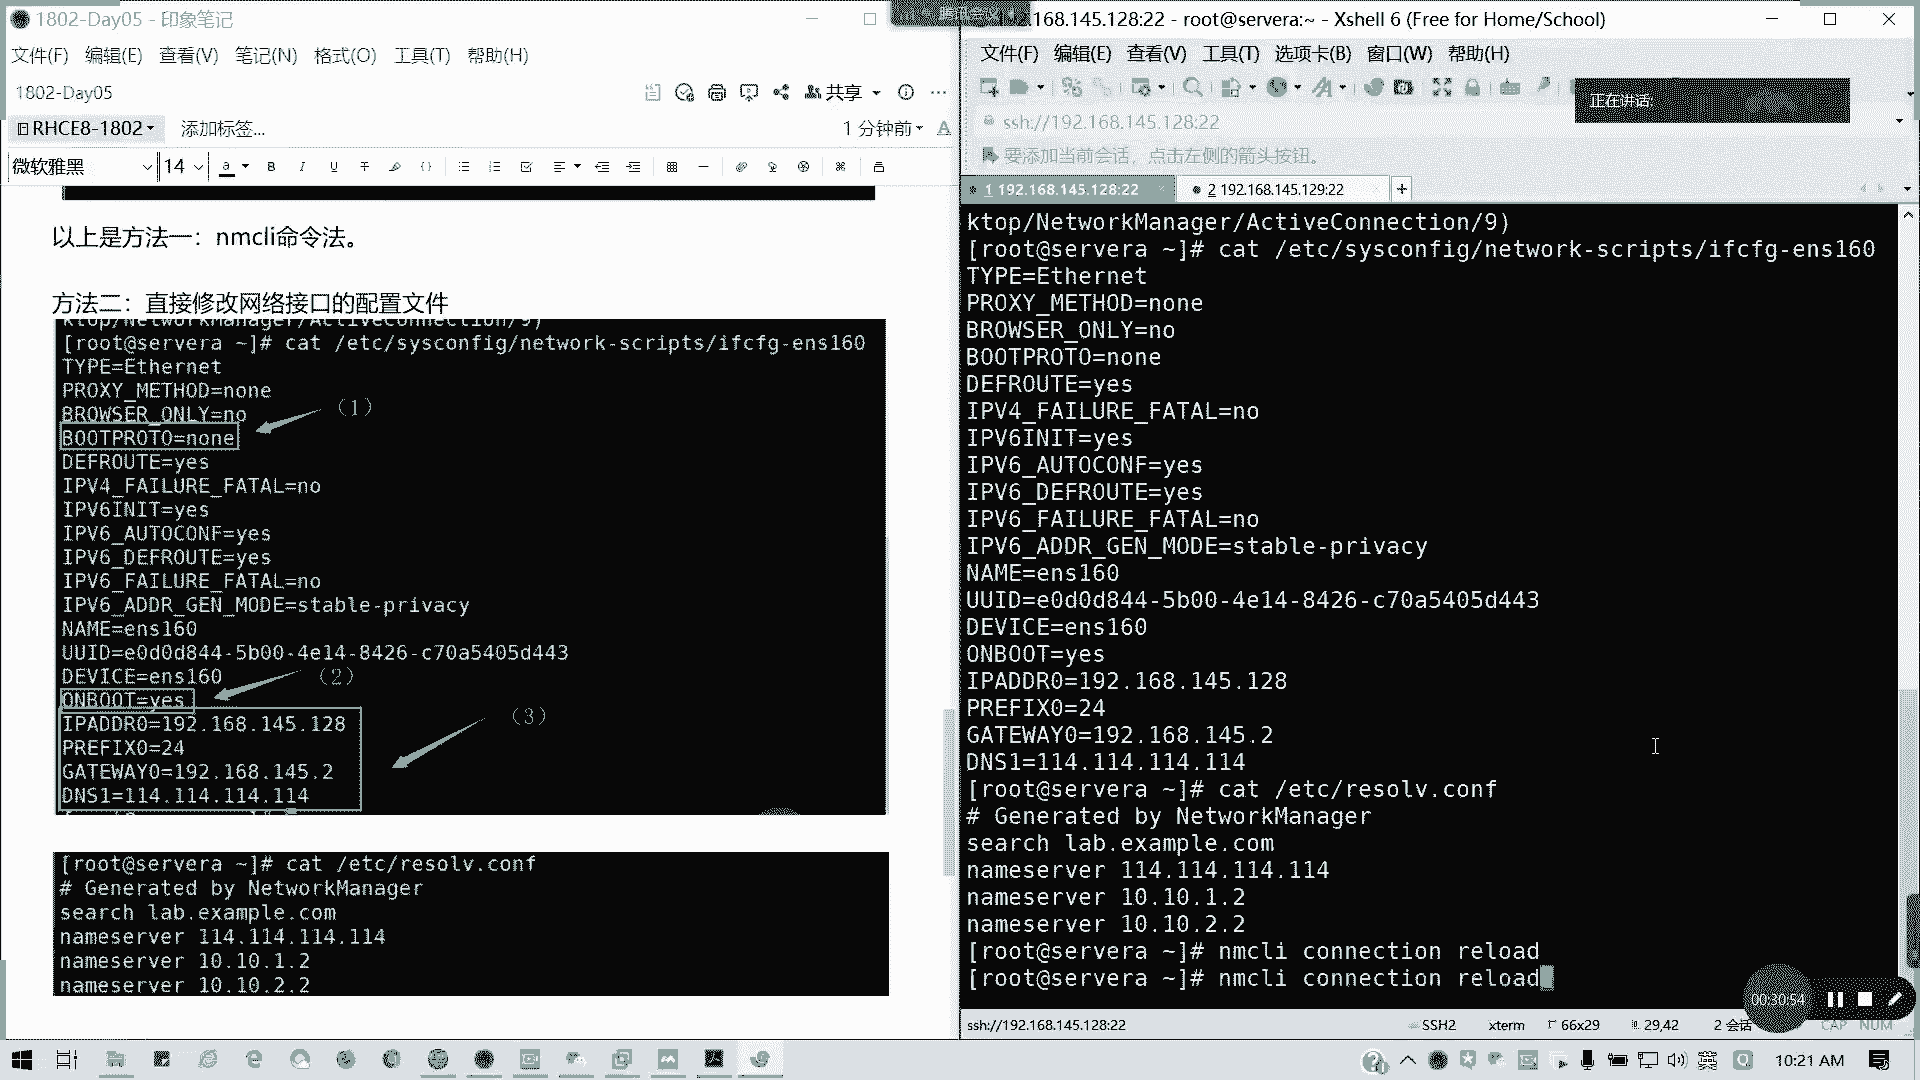 1802-Day05 - 印象笔记
文件(F) 编辑(E) 查看(V) 笔记(N) 格式(O) 工具(T) 帮助(H)
1802-Day05
共享
RHCE8-1802
添加标签...
1 分钟前
微软雅黑
14
以上是方法一：nmcli命令法。
方法二：直接修改网络接口的配置文件
ktop/NetworkManager/ActiveConnection/9)
[root@servera ~]# cat /etc/sysconfig/network-scripts/ifcfg-ens160
TYPE=Ethernet
PROXY_METHOD=none
BROWSER_ONLY=no
（1）
BOOTPROTO=none
DEFROUTE=yes
IPV4_FAILURE_FATAL=no
IPV6INIT=yes
IPV6_AUTOCONF=yes
IPV6_DEFROUTE=yes
IPV6_FAILURE_FATAL=no
IPV6_ADDR_GEN_MODE=stable-privacy
NAME=ens160
UUID=e0d0d844-5b00-4e14-8426-c70a5405d443
DEVICE=ens160
（2）
ONBOOT=yes
（3）
IPADDR0=192.168.145.128
PREFIX0=24
GATEWAY0=192.168.145.2
DNS1=114.114.114.114
[root@servera ~]# cat /etc/resolv.conf
# Generated by NetworkManager
search lab.example.com
nameserver 114.114.114.114
nameserver 10.10.1.2
nameserver 10.10.2.2
腾讯会议
.168.145.128:22 - root@servera:~ - Xshell 6 (Free for Home/School)
文件(F) 编辑(E) 查看(V) 工具(T) 选项卡(B) 窗口(W) 帮助(H)
正在讲话:
ssh://192.168.145.128:22
要添加当前会话，点击左侧的箭头按钮。
1 192.168.145.128:22
2 192.168.145.129:22
ktop/NetworkManager/ActiveConnection/9)
[root@servera ~]# cat /etc/sysconfig/network-scripts/ifcfg-ens160
TYPE=Ethernet
PROXY_METHOD=none
BROWSER_ONLY=no
BOOTPROTO=none
DEFROUTE=yes
IPV4_FAILURE_FATAL=no
IPV6INIT=yes
IPV6_AUTOCONF=yes
IPV6_DEFROUTE=yes
IPV6_FAILURE_FATAL=no
IPV6_ADDR_GEN_MODE=stable-privacy
NAME=ens160
UUID=e0d0d844-5b00-4e14-8426-c70a5405d443
DEVICE=ens160
ONBOOT=yes
IPADDR0=192.168.145.128
PREFIX0=24
GATEWAY0=192.168.145.2
DNS1=114.114.114.114
[root@servera ~]# cat /etc/resolv.conf
# Generated by NetworkManager
search lab.example.com
nameserver 114.114.114.114
nameserver 10.10.1.2
nameserver 10.10.2.2
[root@servera ~]# nmcli connection reload
[root@servera ~]# nmcli connection reload
00:30:54
ssh://192.168.145.128:22
SSH2
xterm
66x29
29,42
2 会话
CAP NUM
英
10:21 AM